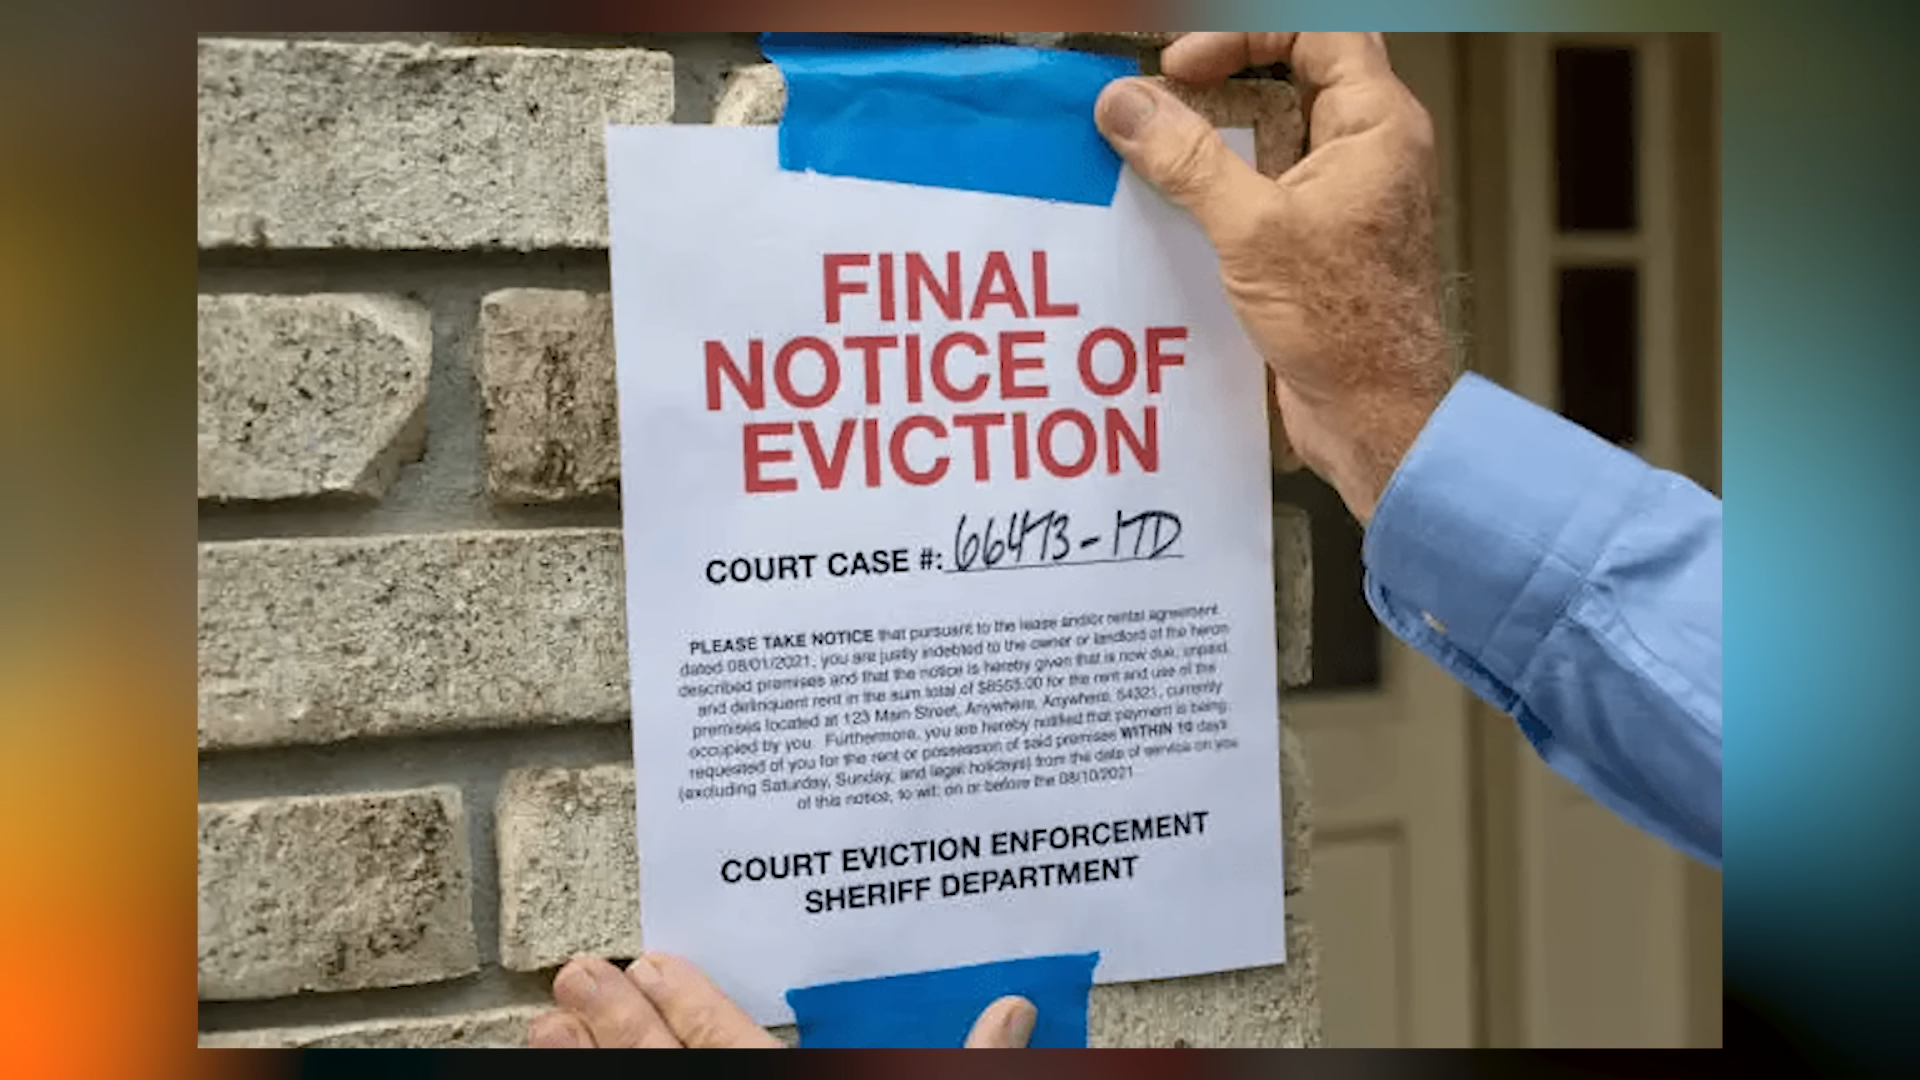 FINAL
NOTICE OF
EVICTION
COURT CASE #: 66473-ITD
PLEASE TAKE NOTICE that pursuant to the lease and/or rental agreement
dated 08/01/2021, you are justly indebted to the owner or landlord of the heron
described premises and that the notice is hereby given that is now due, unpaid,
and delinquent rent in the sum total of $8565.00 for the rent and use of the
premises located at 123 Main Street, Anywhere, Anywhere, 54321, currently
occupied by you. Furthermore, you are hereby notified that payment is being
requested of you for the rent or possession of said premises WITHIN 10 days
(excluding Saturday, Sunday, and legal holidays) from the date of service on you
of this notice, to wit: on or before the 08/10/2021
COURT EVICTION ENFORCEMENT
SHERIFF DEPARTMENT